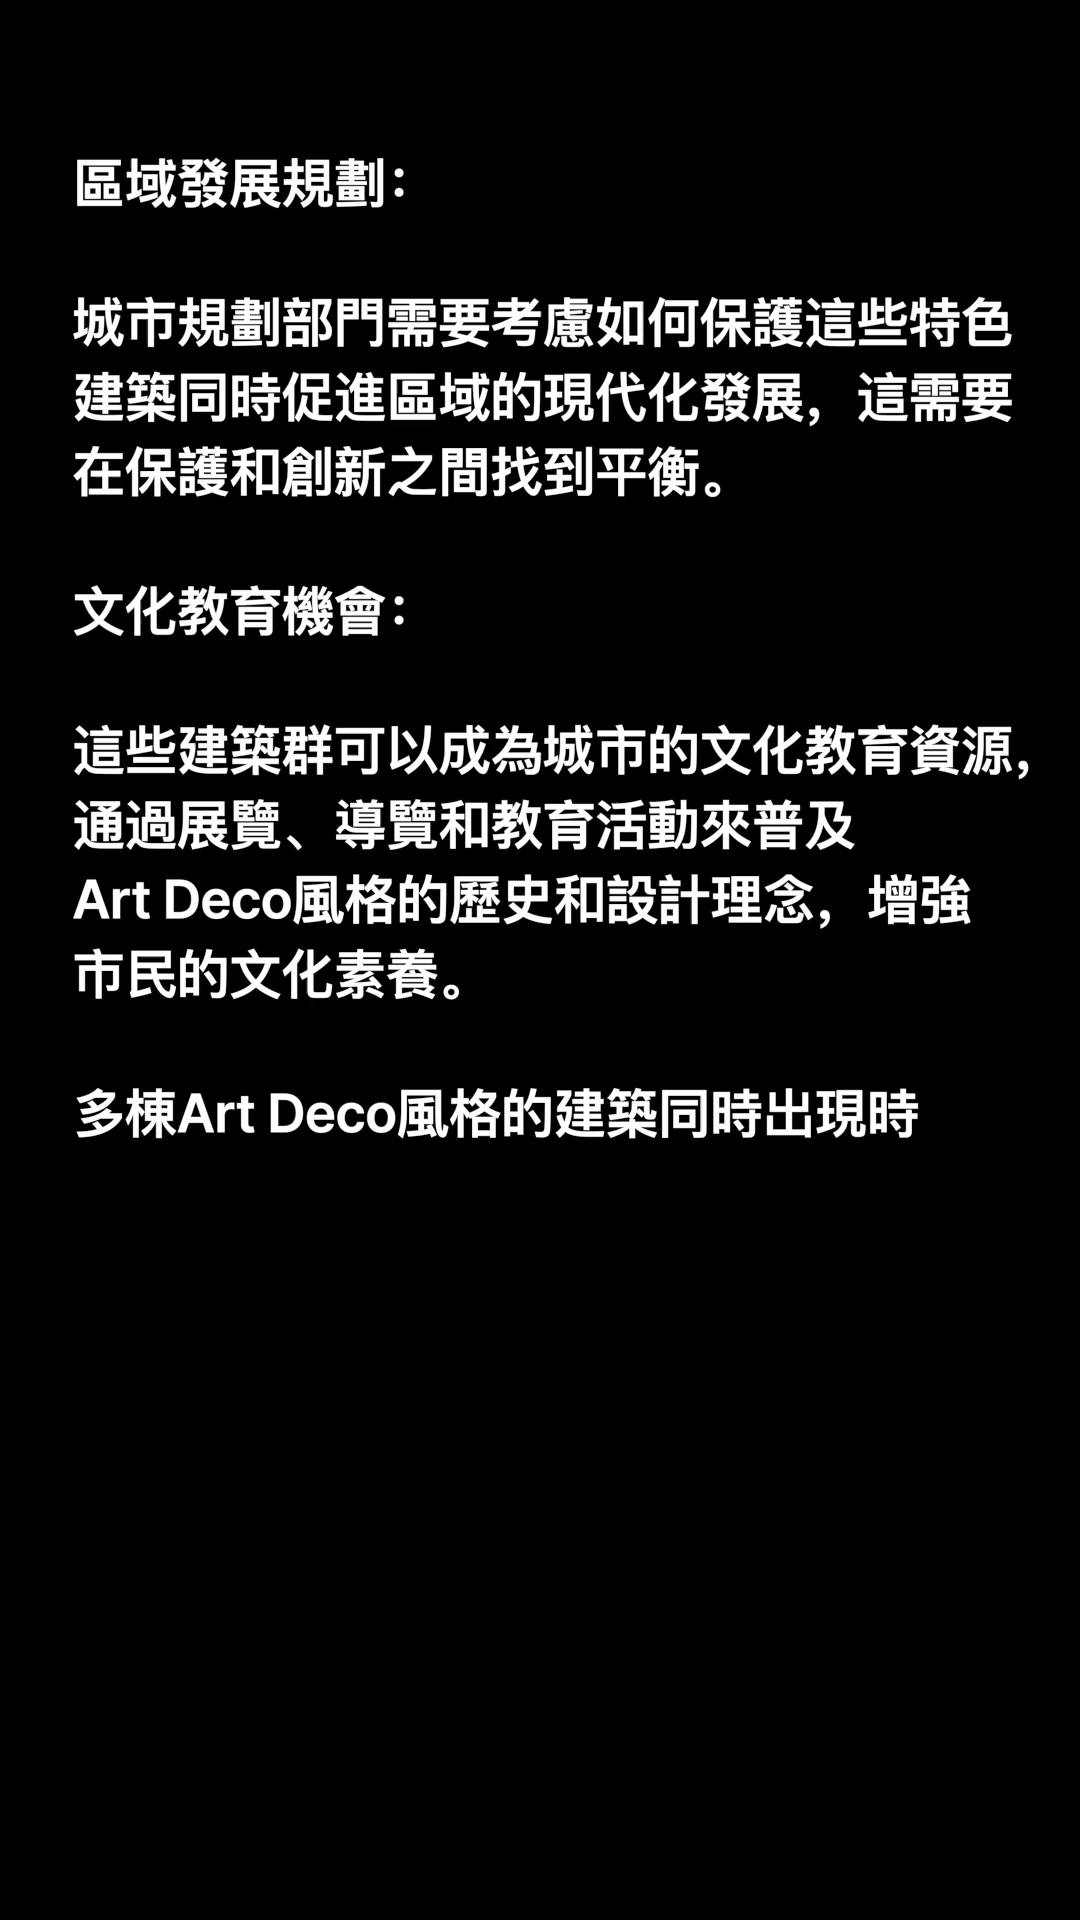 區域發展規劃：
城市規劃部門需要考慮如何保護這些特色
建築同時促進區域的現代化發展，這需要
在保護和創新之間找到平衡。
文化教育機會：
這些建築群可以成為城市的文化教育資源，
通過展覽、導覽和教育活動來普及
Art Deco風格的歷史和設計理念，增強
市民的文化素養。
多棟Art Deco風格的建築同時出現時